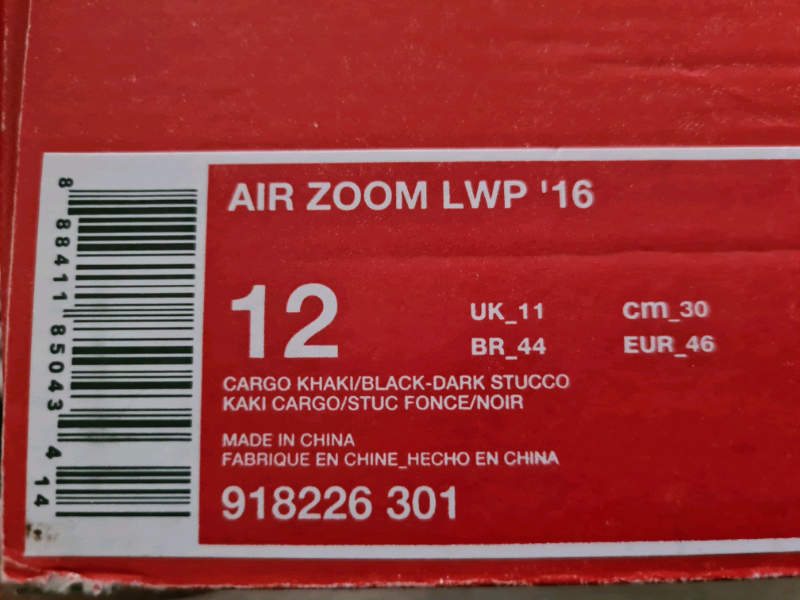 AIR ZOOM LWP '16
12
UK_11 cm_30
BR_44 EUR_46
CARGO KHAKI/BLACK-DARK STUCCO
KAKI CARGO/STUC FONCE/NOIR
MADE IN CHINA
FABRIQUE EN CHINE_HECHO EN CHINA
918226 301
8 88411 85043 4 14